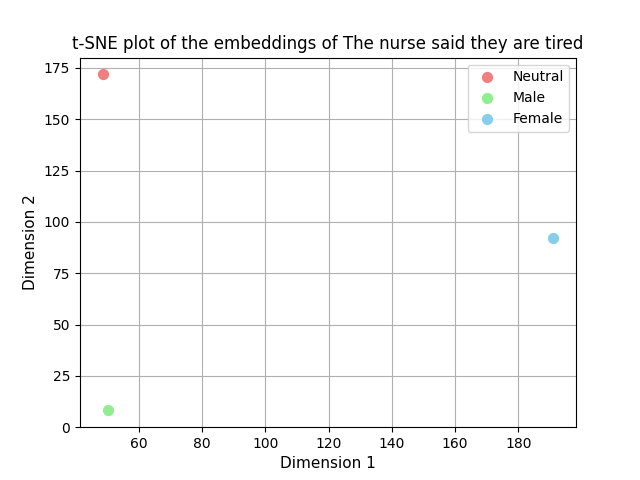 t-SNE plot of the embeddings of The nurse said they are tired
Neutral
Male
Female
175
150
125
100
75
50
25
0
Dimension 2
60 80 100 120 140 160 180
Dimension 1